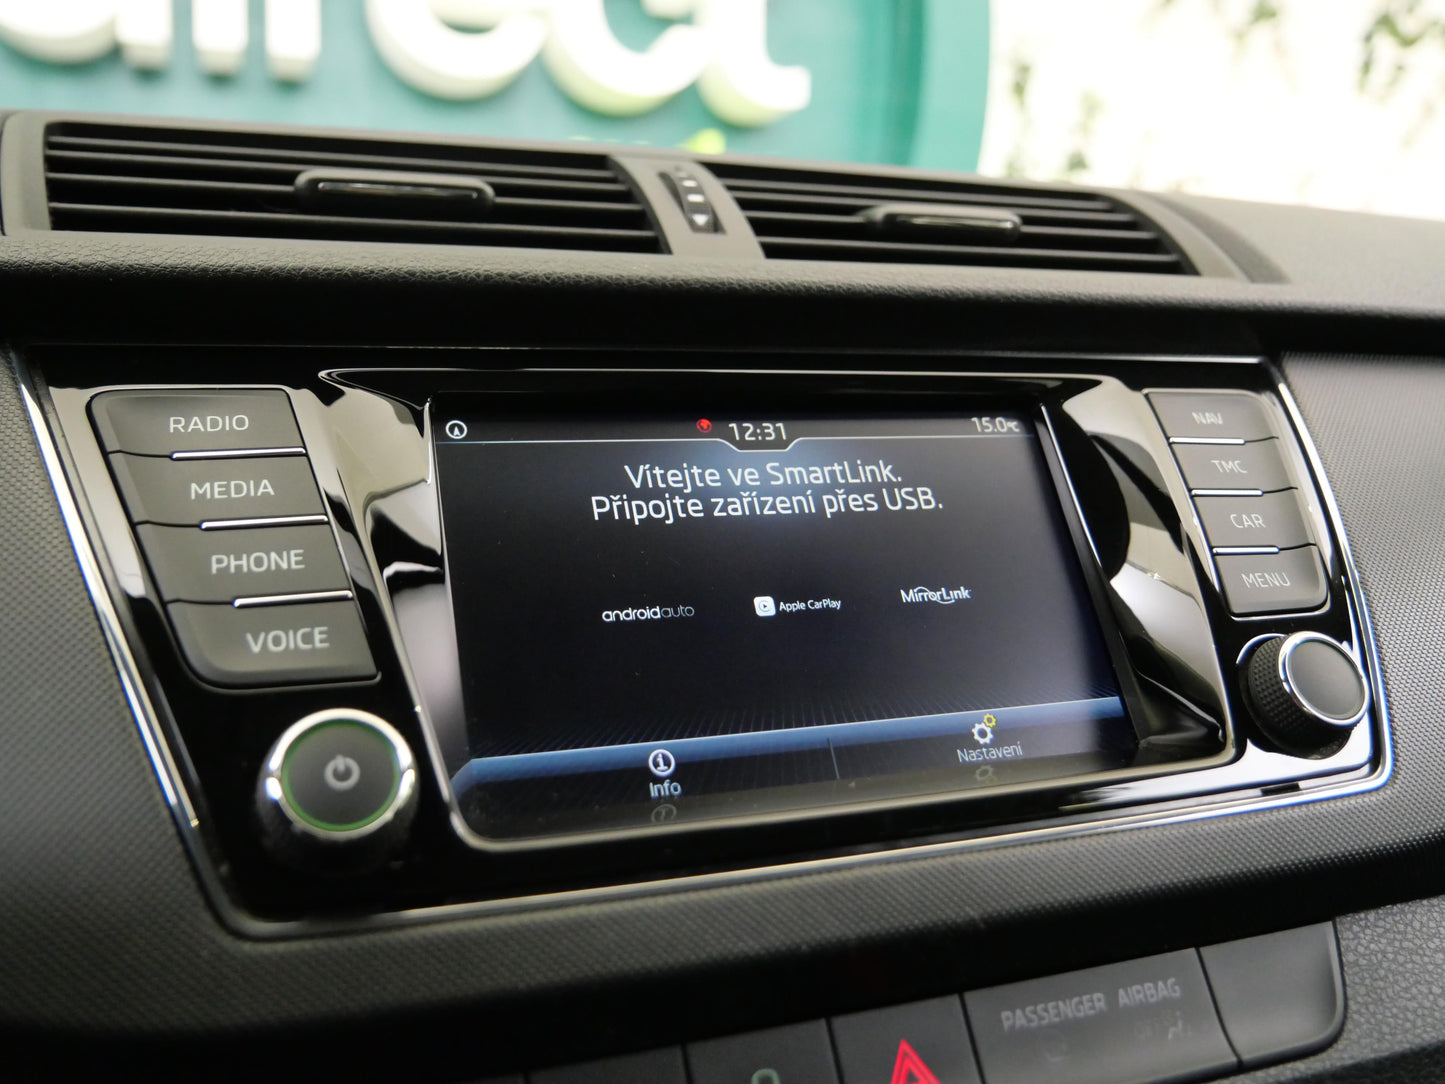 direct
RADIO
MEDIA
PHONE
VOICE
12:31
15.0°C
Vítejte ve SmartLink.
Připojte zařízení přes USB.
androidauto
Apple CarPlay
MirrorLink
Info
Nastavení
NAV
TMC
CAR
MENU
PASSENGER AIRBAG